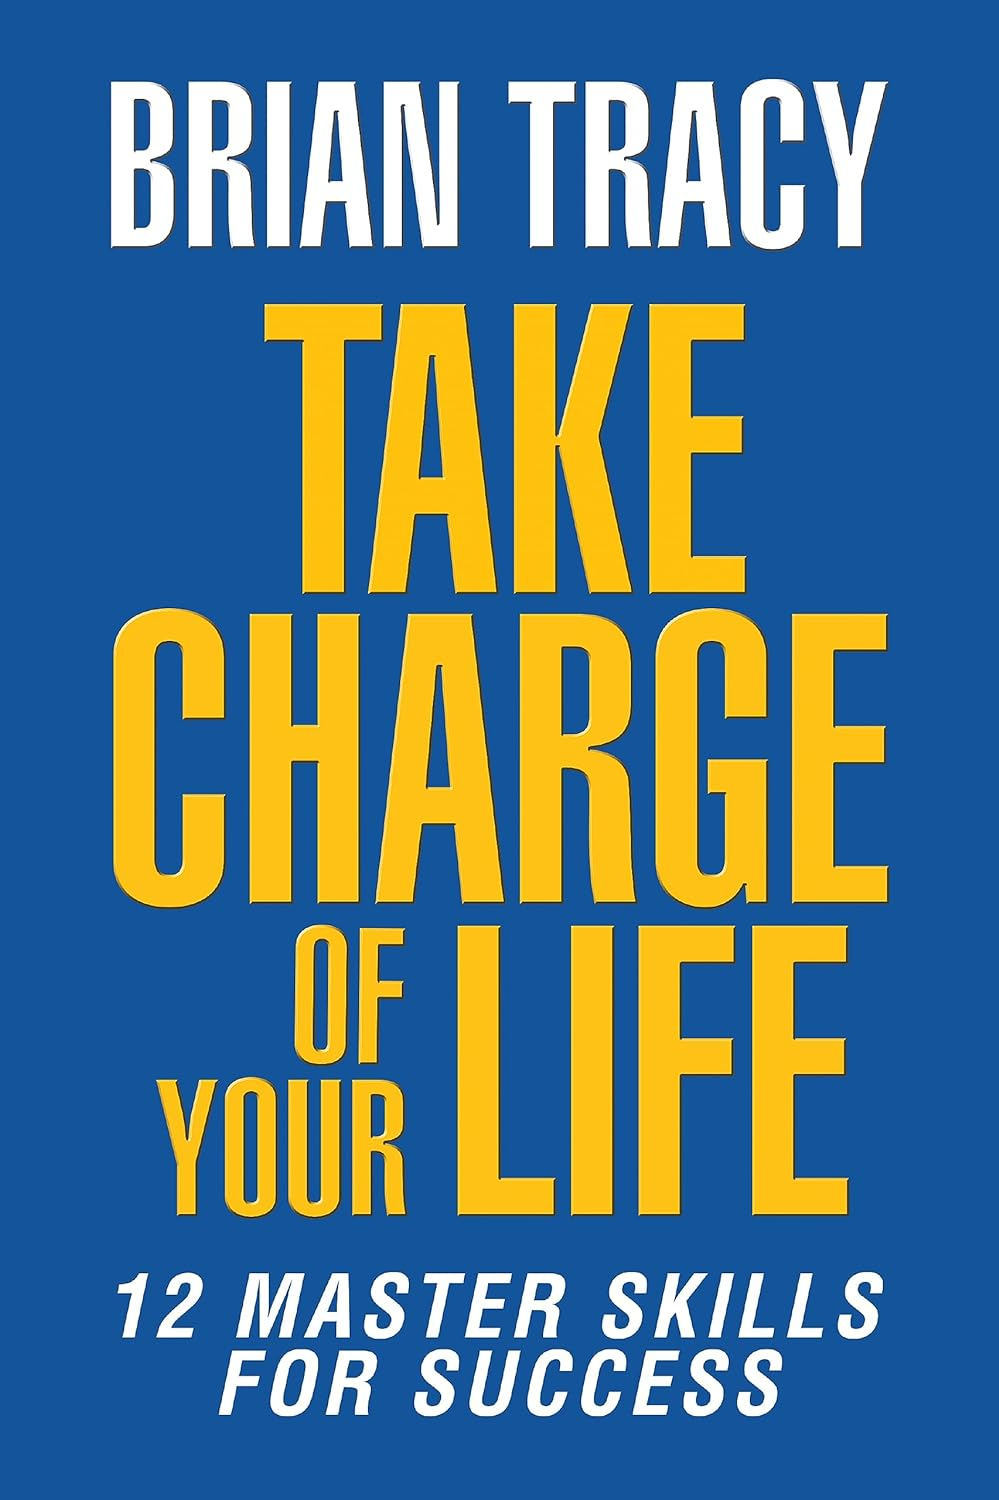 BRIAN TRACY
TAKE
CHARGE
OF
YOUR LIFE
12 MASTER SKILLS
FOR SUCCESS